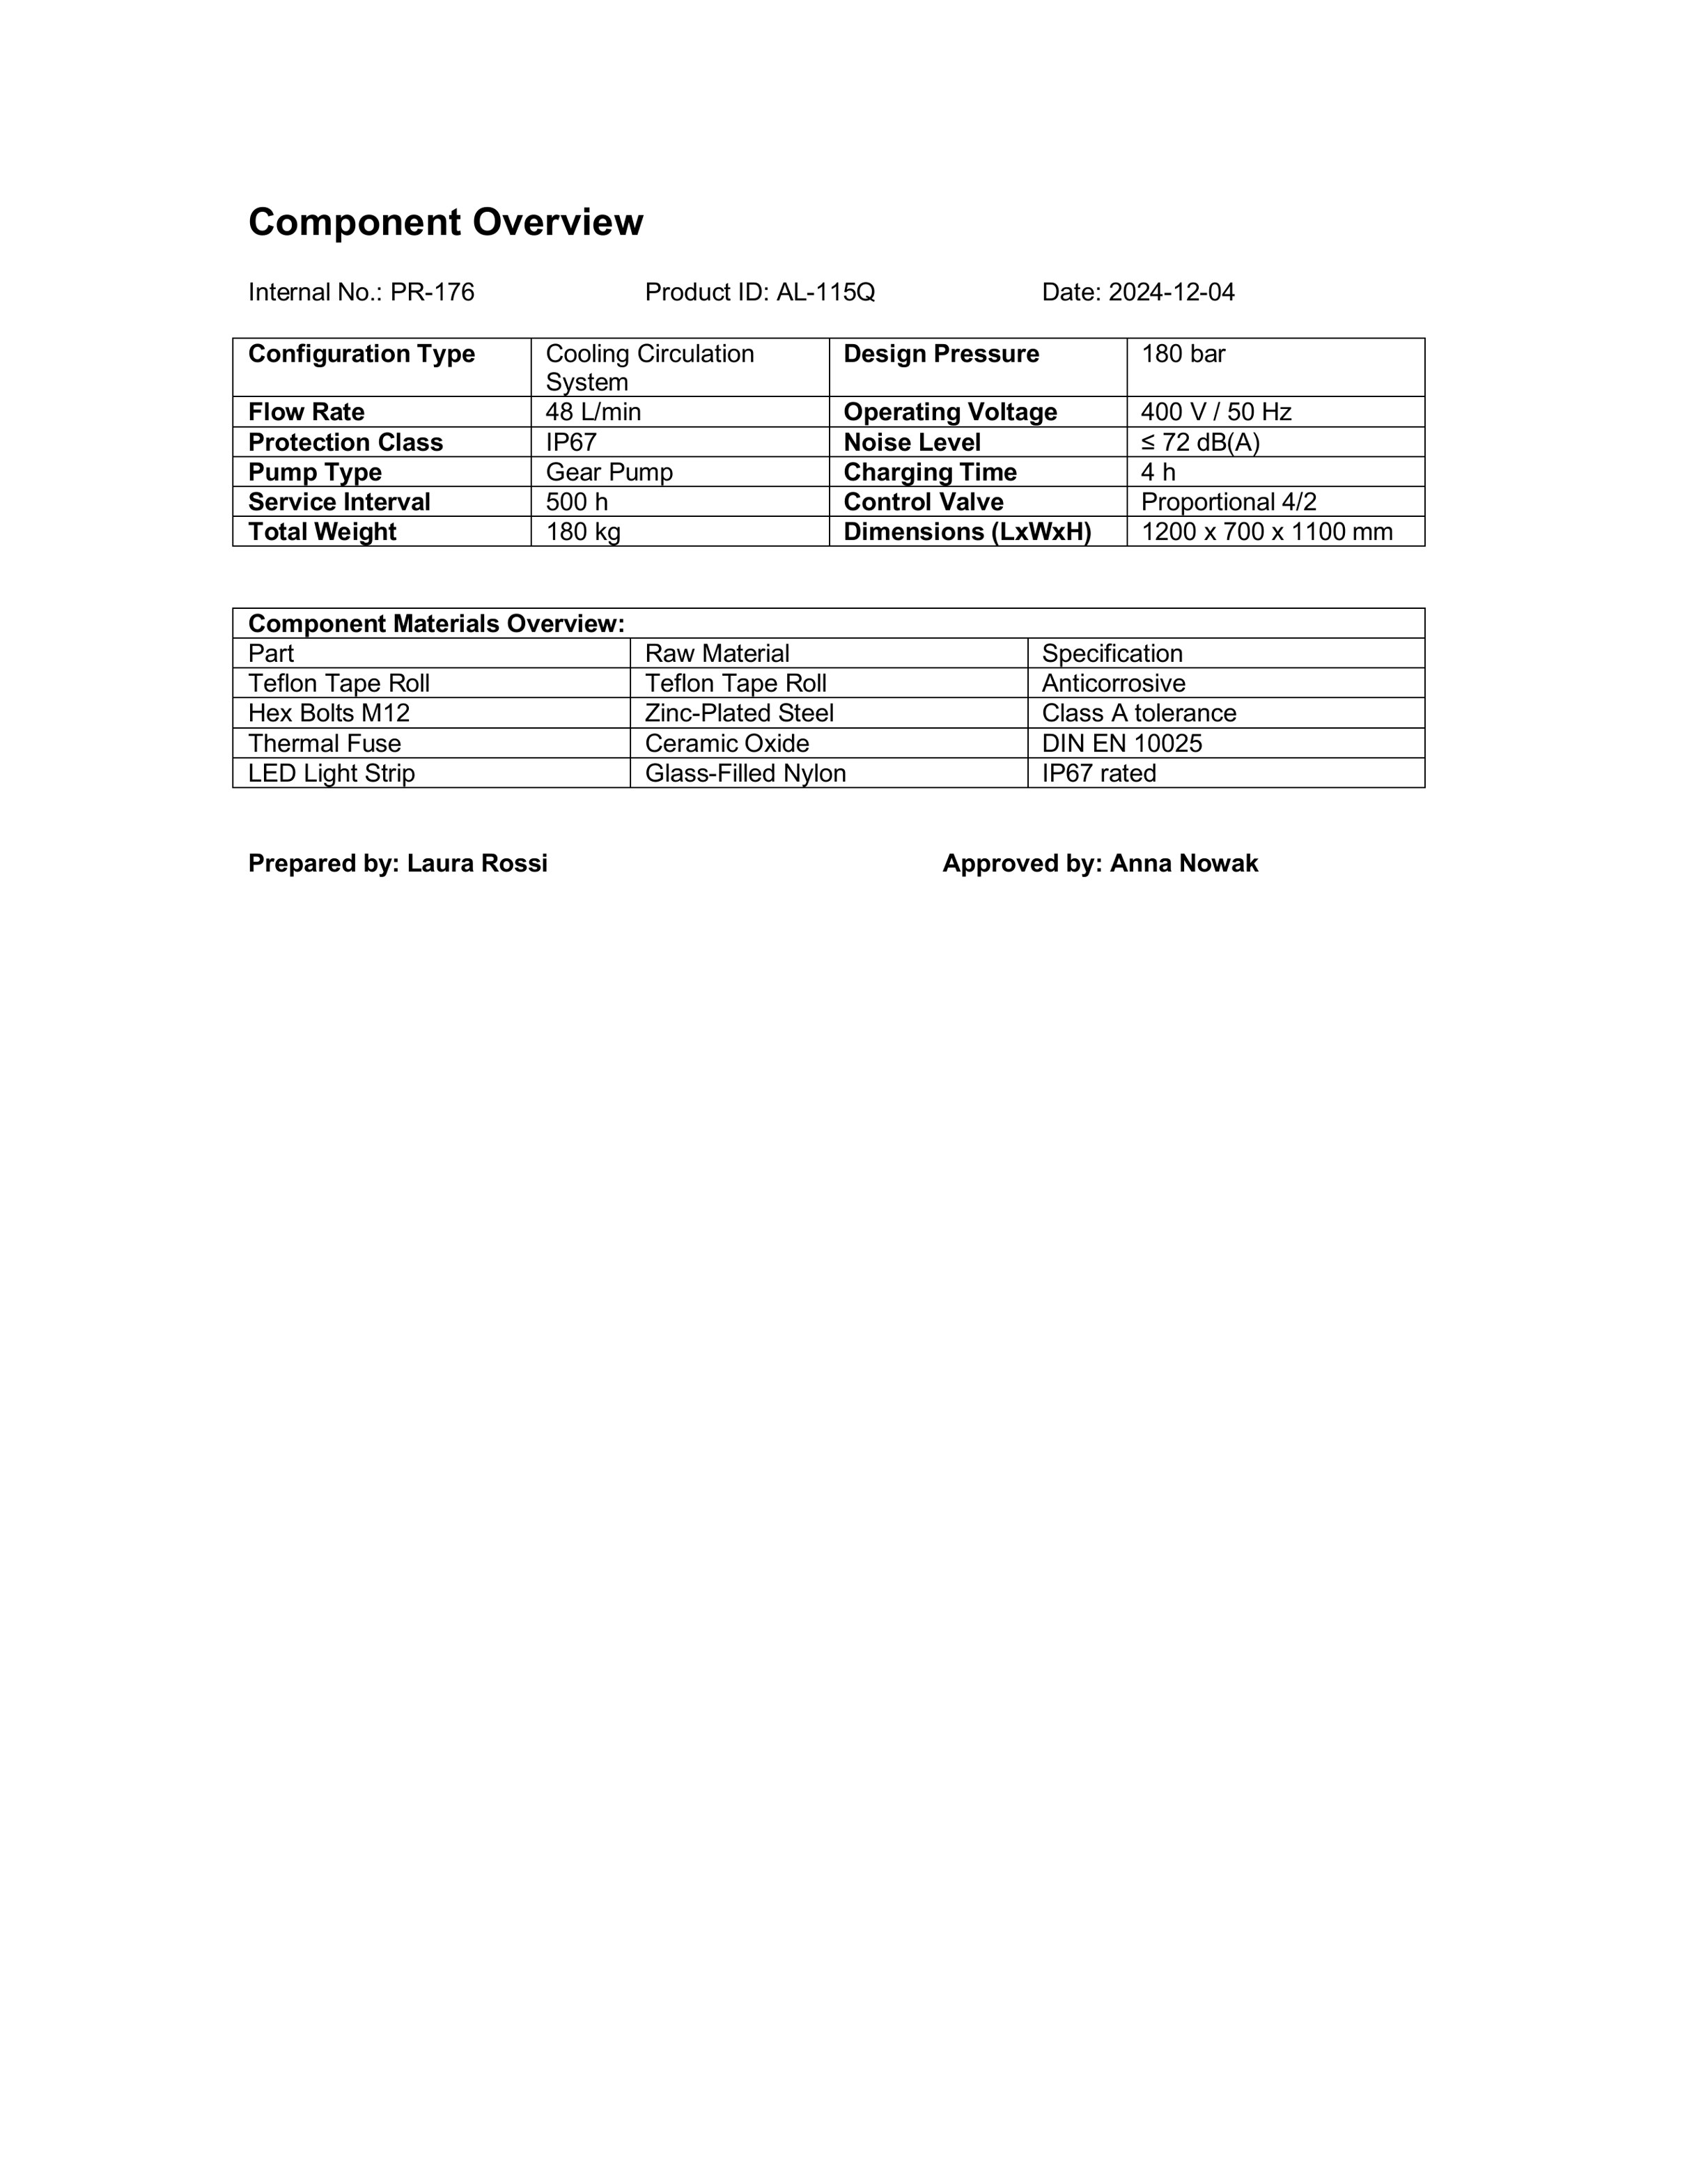 Component Overview
Internal No.: PR-176 Product ID: AL-115Q Date: 2024-12-04
Configuration Type Cooling Circulation System Design Pressure 180 bar
Flow Rate 48 L/min Operating Voltage 400 V / 50 Hz
Protection Class IP67 Noise Level ≤ 72 dB(A)
Pump Type Gear Pump Charging Time 4 h
Service Interval 500 h Control Valve Proportional 4/2
Total Weight 180 kg Dimensions (LxWxH) 1200 x 700 x 1100 mm
Component Materials Overview:
Part Raw Material Specification
Teflon Tape Roll Teflon Tape Roll Anticorrosive
Hex Bolts M12 Zinc-Plated Steel Class A tolerance
Thermal Fuse Ceramic Oxide DIN EN 10025
LED Light Strip Glass-Filled Nylon IP67 rated
Prepared by: Laura Rossi Approved by: Anna Nowak